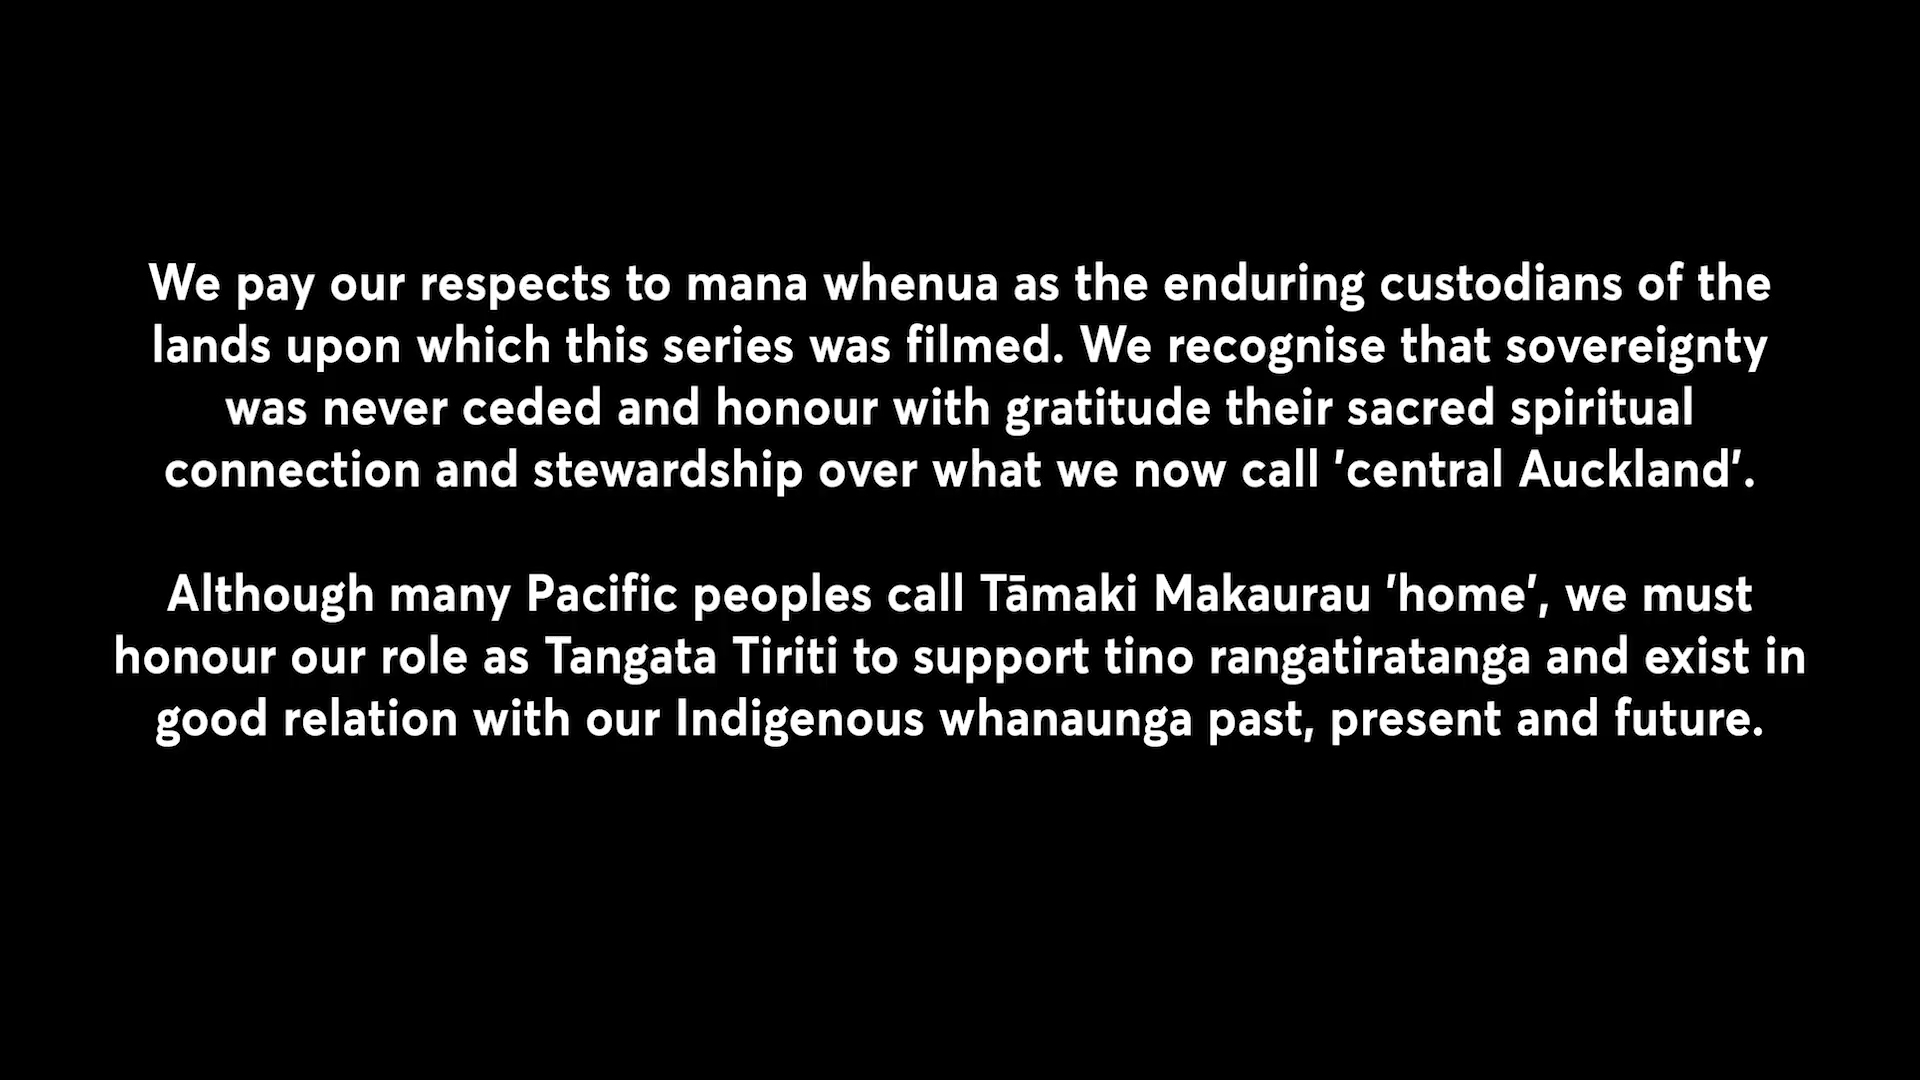 We pay our respects to mana whenua as the enduring custodians of the
lands upon which this series was filmed. We recognise that sovereignty
was never ceded and honour with gratitude their sacred spiritual
connection and stewardship over what we now call 'central Auckland'.
Although many Pacific peoples call Tāmaki Makaurau 'home', we must
honour our role as Tangata Tiriti to support tino rangatiratanga and exist in
good relation with our Indigenous whanaunga past, present and future.